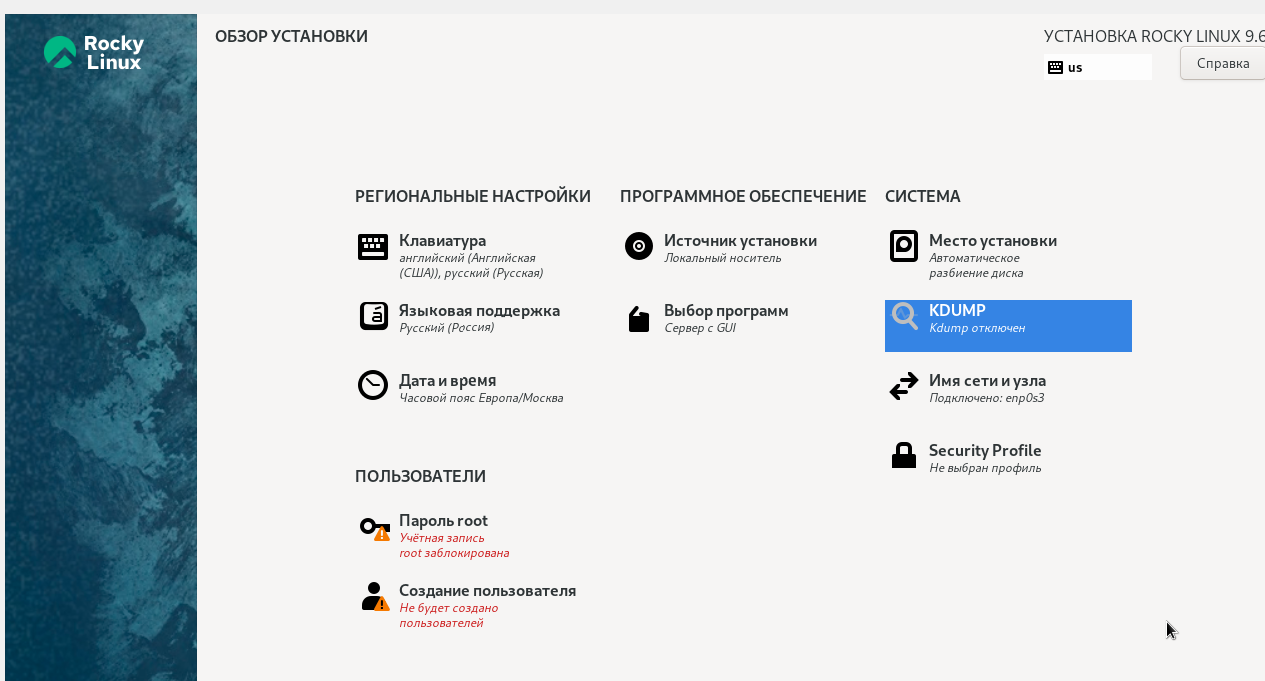 Rocky
Linux
ОБЗОР УСТАНОВКИ
УСТАНОВКА ROCKY LINUX 9.6
us
Справка
РЕГИОНАЛЬНЫЕ НАСТРОЙКИ
Клавиатура
английский (Английская
(США)), русский (Русская)
Языковая поддержка
Русский (Россия)
Дата и время
Часовой пояс Европа/Москва
ПРОГРАММНОЕ ОБЕСПЕЧЕНИЕ
Источник установки
Локальный носитель
Выбор программ
Сервер с GUI
СИСТЕМА
Место установки
Автоматическое
разбиение диска
KDUMP
Kdump отключен
Имя сети и узла
Подключено: enp0s3
Security Profile
Не выбран профиль
ПОЛЬЗОВАТЕЛИ
Пароль root
Учётная запись
root заблокирована
Создание пользователя
Не будет создано
пользователей